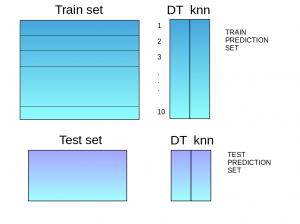 Train set
DT knn
1
2
3
.
.
.
10
TRAIN
PREDICTION
SET
Test set
DT knn
TEST
PREDICTION
SET